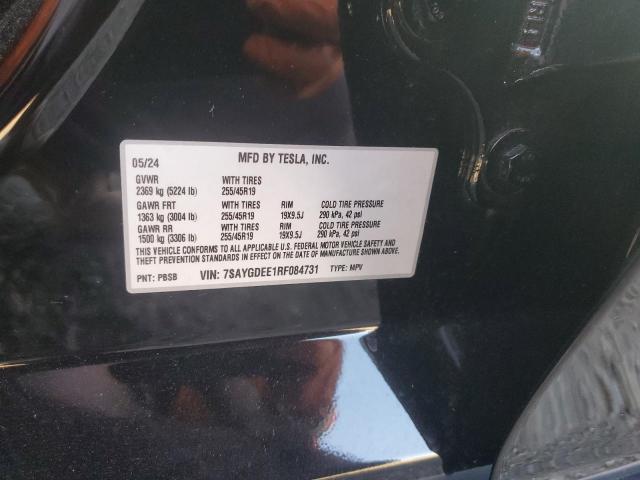 05/24 MFD BY TESLA, INC.
GVWR WITH TIRES
2369 kg (5224 lb) 255/45R19
GAWR FRT WITH TIRES RIM COLD TIRE PRESSURE
1363 kg (3004 lb) 255/45R19 19X9.5J 290 kPa, 42 psi
GAWR RR WITH TIRES RIM COLD TIRE PRESSURE
1500 kg (3306 lb) 255/45R19 19X9.5J 290 kPa, 42 psi
THIS VEHICLE CONFORMS TO ALL APPLICABLE U.S. FEDERAL MOTOR VEHICLE SAFETY AND
THEFT PREVENTION STANDARDS IN EFFECT ON THE DATE OF MANUFACTURE SHOWN ABOVE.
PNT: PBSB VIN: 7SAYGDEE1RF084731 TYPE: MPV